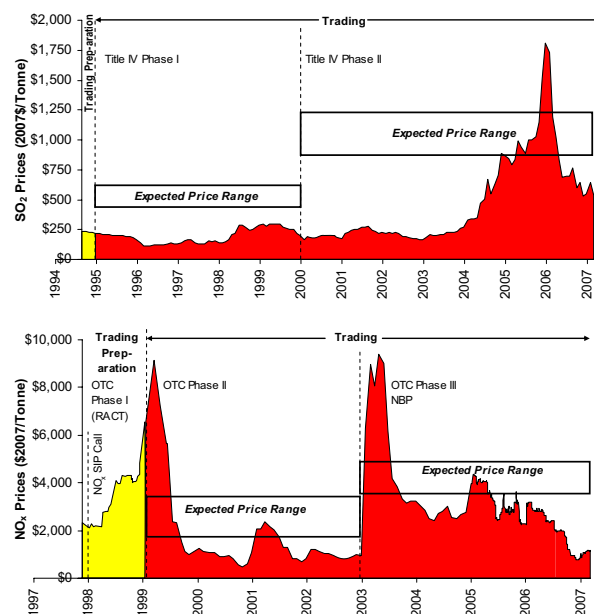 $2,000
$1,750
$1,500
$1,250
$1,000
$750
$500
$250
$0
SO2 Prices (2007$/Tonne)
Trading Preparation
Trading
Title IV Phase I
Title IV Phase II
Expected Price Range
Expected Price Range
1994
1995
1996
1997
1998
1999
2000
2001
2002
2003
2004
2005
2006
2007
$10,000
$8,000
$6,000
$4,000
$2,000
$0
NOx Prices ($2007/Tonne)
Trading
Prep-
aration
OTC
Phase I
(RACT)
NOx SIP Call
Trading
OTC Phase II
OTC Phase III
NBP
Expected Price Range
Expected Price Range
1997
1998
1999
2000
2001
2002
2003
2004
2005
2006
2007